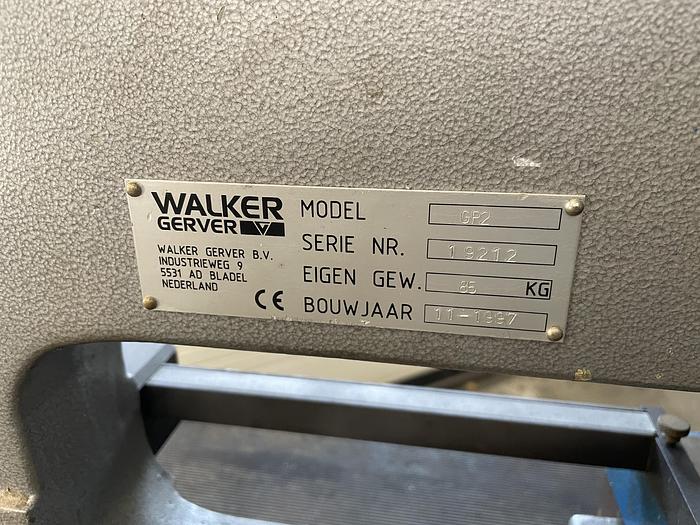 WALKER
GERVER
WALKER GERVER B.V.
INDUSTRIEWEG 9
5531 AD BLADEL
NEDERLAND
CE
MODEL GP2
SERIE NR. 19212
EIGEN GEW. 85 KG
BOUWJAAR 11-1997